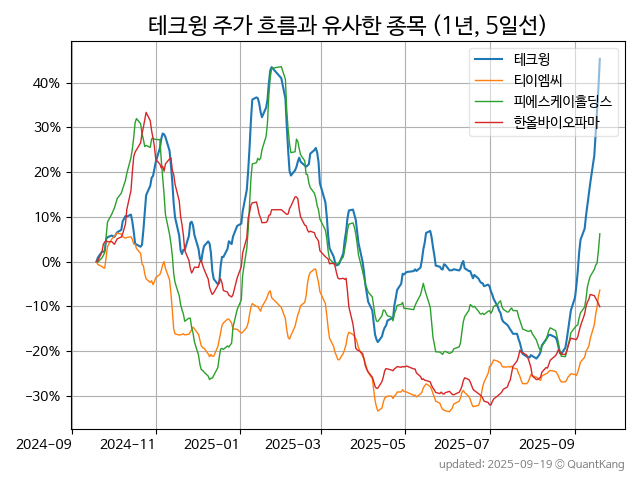 테크윙 주가 흐름과 유사한 종목 (1년, 5일선)
테크윙
티이엠씨
피에스케이홀딩스
한올바이오파마
40%
30%
20%
10%
0%
−10%
−20%
−30%
2024-09 2024-11 2025-01 2025-03 2025-05 2025-07 2025-09
updated: 2025-09-19 @ QuantKang